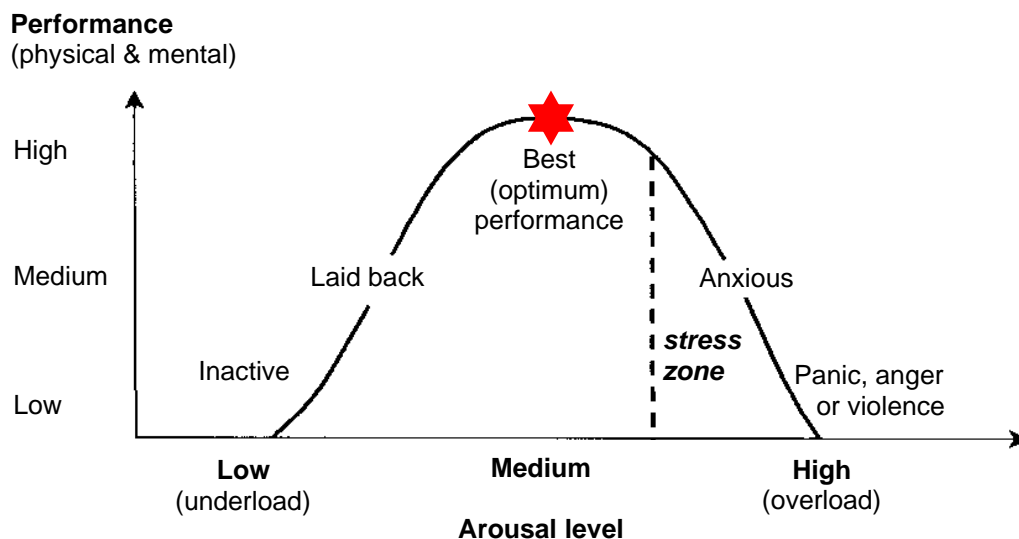 Performance
(physical & mental)
High
Best
(optimum)
performance
Medium
Laid back
Anxious
stress
zone
Inactive
Panic, anger
or violence
Low
Low
(underload)
Medium
High
(overload)
Arousal level